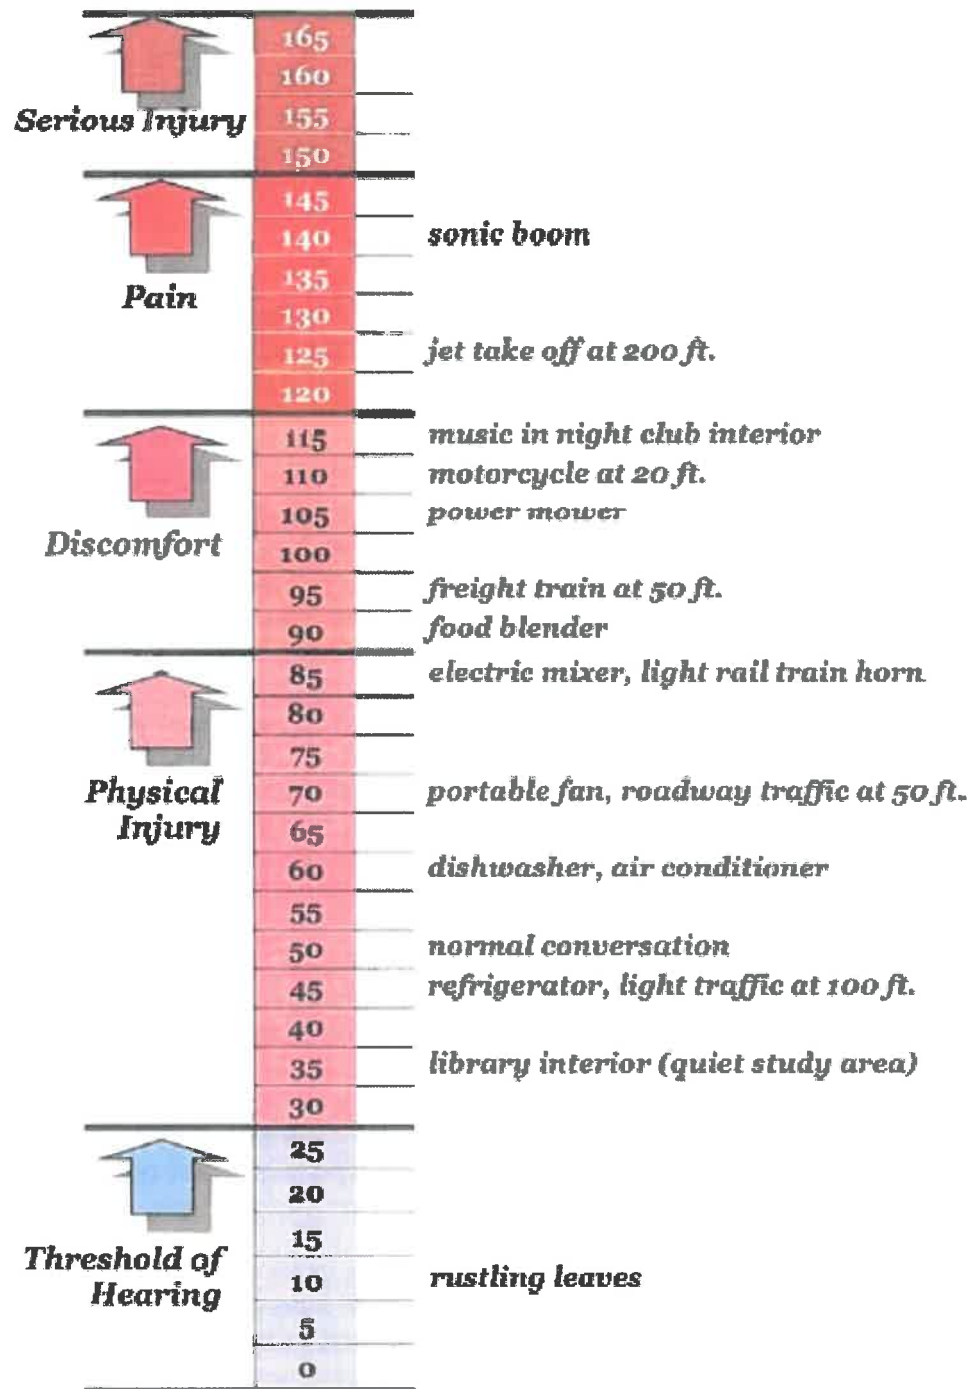 165
160
Serious Injury
155
150
145
140 sonic boom
135
Pain
130
125 jet take off at 200 ft.
120
115 music in night club interior
110 motorcycle at 20 ft.
105 power mower
Discomfort
100
95 freight train at 50 ft.
90 food blender
85 electric mixer, light rail train horn
80
75
Physical
Injury
70 portable fan, roadway traffic at 50 ft.
65
60 dishwasher, air conditioner
55
50 normal conversation
45 refrigerator, light traffic at 100 ft.
40
35 library interior (quiet study area)
30
25
20
15
Threshold of
Hearing
10 rustling leaves
5
0